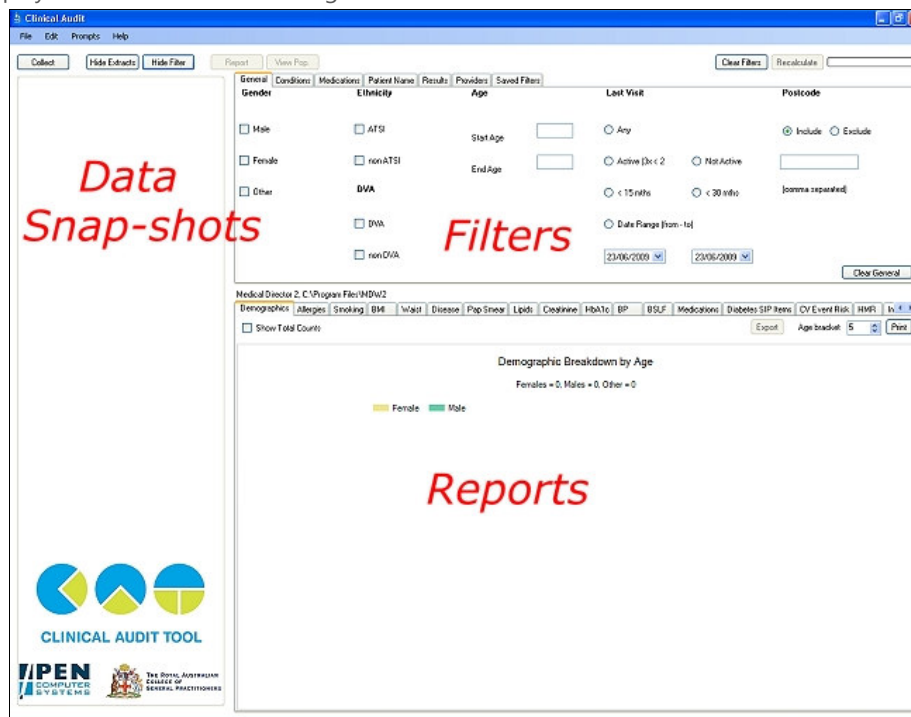 Clinical Audit
File Edit Prompts Help
Collect Hide Extracts Hide Filter Report View Pop. Clear Filters Recalculate
General Conditions Medications Patient Name Results Providers Saved Filters
Gender Ethnicity Age Last Visit Postcode
Male ATSI Start Age Any Include Exclude
Female non ATSI End Age Active (3x < 2 Not Active
Other DVA < 15 mths < 30 mths (comma separated)
DVA Date Range (from - to)
non DVA 23/06/2009 23/06/2009
Clear General
Data
Snap-shots
Filters
Medical Director 2, C:\Program Files\MDW2
Demographics Allergies Smoking BMI Waist Disease Pap Smear Lipids Creatinine HbA1c BP BSLF Medications Diabetes SIP Items CV Event Risk HMR In
Show Total Counts Export Age bracket: 5 Print
Demographic Breakdown by Age
Females = 0, Males = 0, Other = 0
Female Male
Reports
CLINICAL AUDIT TOOL
PEN
COMPUTER
SYSTEMS
THE ROYAL AUSTRALIAN
COLLEGE OF
GENERAL PRACTITIONERS